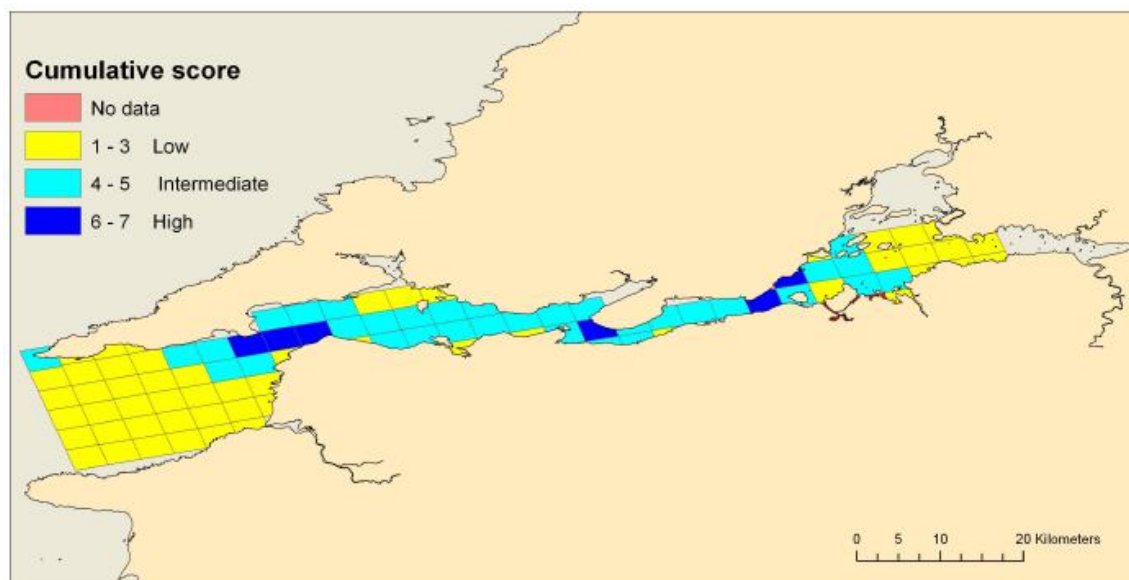 Cumulative score
No data
1 - 3 Low
4 - 5 Intermediate
6 - 7 High
0 5 10 20 Kilometers